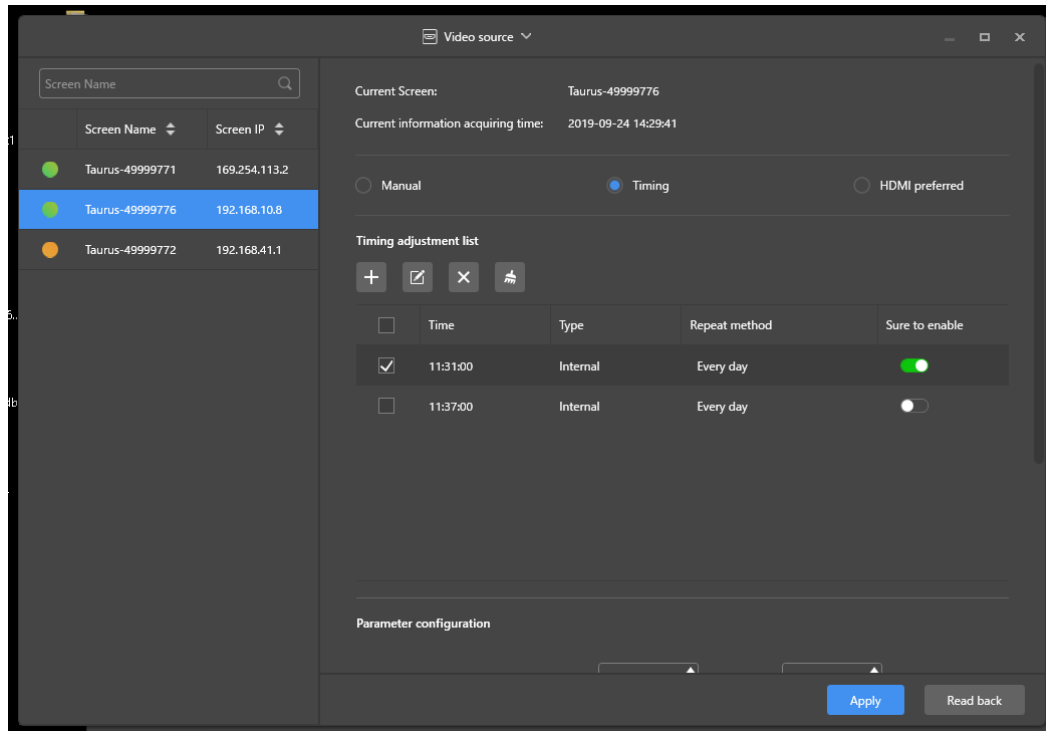 Video source
Screen Name
Screen Name Screen IP
Taurus-49999771 169.254.113.2
Taurus-49999776 192.168.10.8
Taurus-49999772 192.168.41.1
Current Screen: Taurus-49999776
Current information acquiring time: 2019-09-24 14:29:41
Manual Timing HDMI preferred
Timing adjustment list
Time Type Repeat method Sure to enable
11:31:00 Internal Every day
11:37:00 Internal Every day
Parameter configuration
Apply Read back